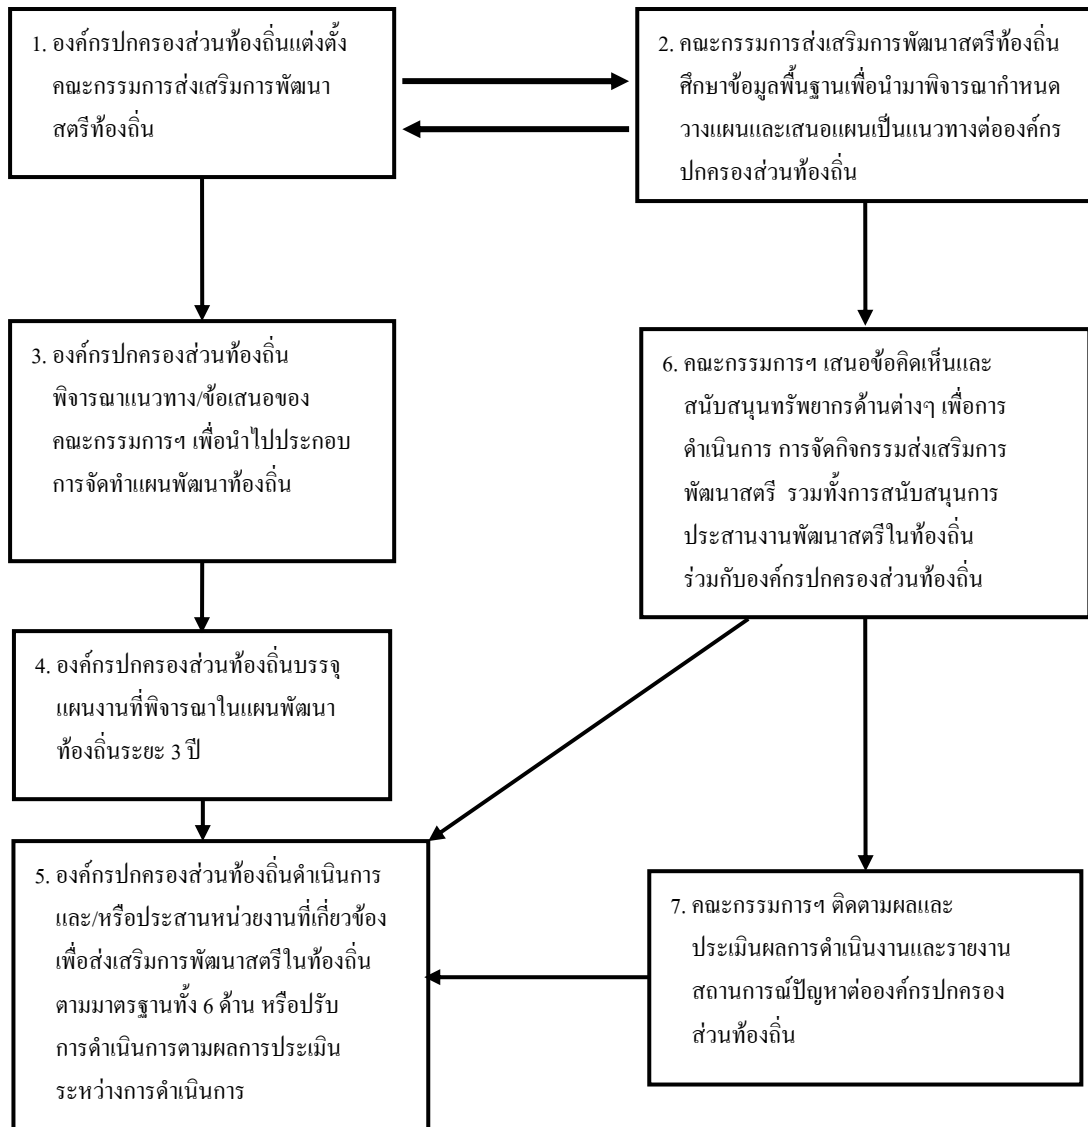 1. องค์กรปกครองส่วนท้องถิ่นแต่งตั้ง
คณะกรรมการส่งเสริมการพัฒนา
สตรีท้องถิ่น
2. คณะกรรมการส่งเสริมการพัฒนาสตรีท้องถิ่น
ศึกษาข้อมูลพื้นฐานเพื่อนำมาพิจารณากำหนด
วางแผนและเสนอแผนเป็นแนวทางต่อองค์กร
ปกครองส่วนท้องถิ่น
3. องค์กรปกครองส่วนท้องถิ่น
พิจารณาแนวทาง/ข้อเสนอของ
คณะกรรมการฯ เพื่อนำไปประกอบ
การจัดทำแผนพัฒนาท้องถิ่น
6. คณะกรรมการฯ เสนอข้อคิดเห็นและ
สนับสนุนทรัพยากรด้านต่างๆ เพื่อการ
ดำเนินการ การจัดกิจกรรมส่งเสริมการ
พัฒนาสตรี รวมทั้งการสนับสนุนการ
ประสานงานพัฒนาสตรีในท้องถิ่น
ร่วมกับองค์กรปกครองส่วนท้องถิ่น
4. องค์กรปกครองส่วนท้องถิ่นบรรจุ
แผนงานที่พิจารณาในแผนพัฒนา
ท้องถิ่นระยะ 3 ปี
5. องค์กรปกครองส่วนท้องถิ่นดำเนินการ
และ/หรือประสานหน่วยงานที่เกี่ยวข้อง
เพื่อส่งเสริมการพัฒนาสตรีในท้องถิ่น
ตามมาตรฐานทั้ง 6 ด้าน หรือปรับ
การดำเนินการตามผลการประเมิน
ระหว่างการดำเนินการ
7. คณะกรรมการฯ ติดตามผลและ
ประเมินผลการดำเนินงานและรายงาน
สถานการณ์ปัญหาต่อองค์กรปกครอง
ส่วนท้องถิ่น